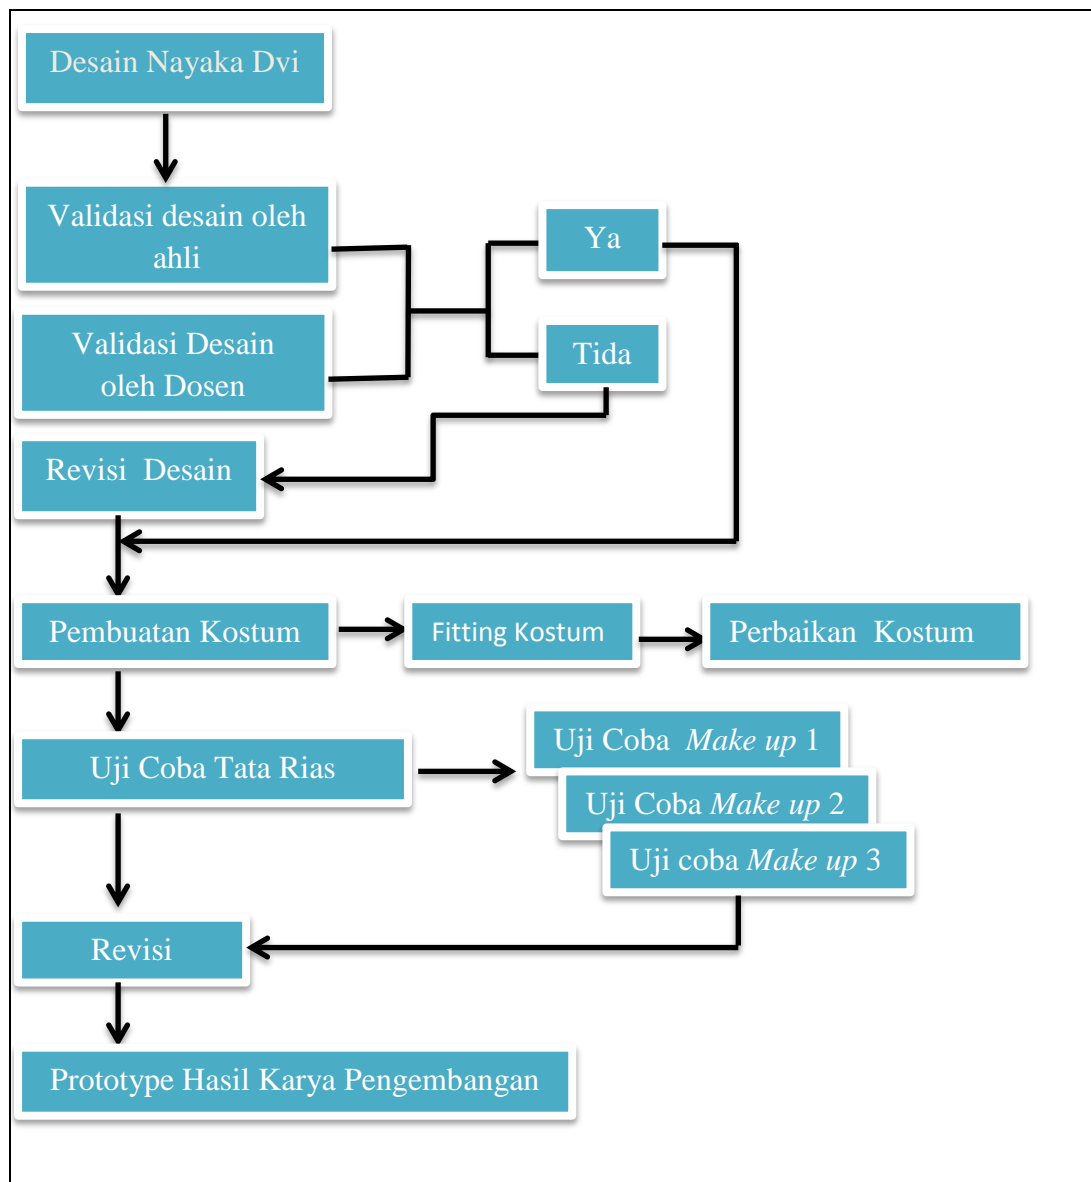 Desain Nayaka Dvi
Validasi desain oleh
ahli
Ya
Validasi Desain
oleh Dosen
Tida
Revisi Desain
Pembuatan Kostum
Fitting Kostum
Perbaikan Kostum
Uji Coba Tata Rias
Uji Coba Make up 1
Uji Coba Make up 2
Uji coba Make up 3
Revisi
Prototype Hasil Karya Pengembangan